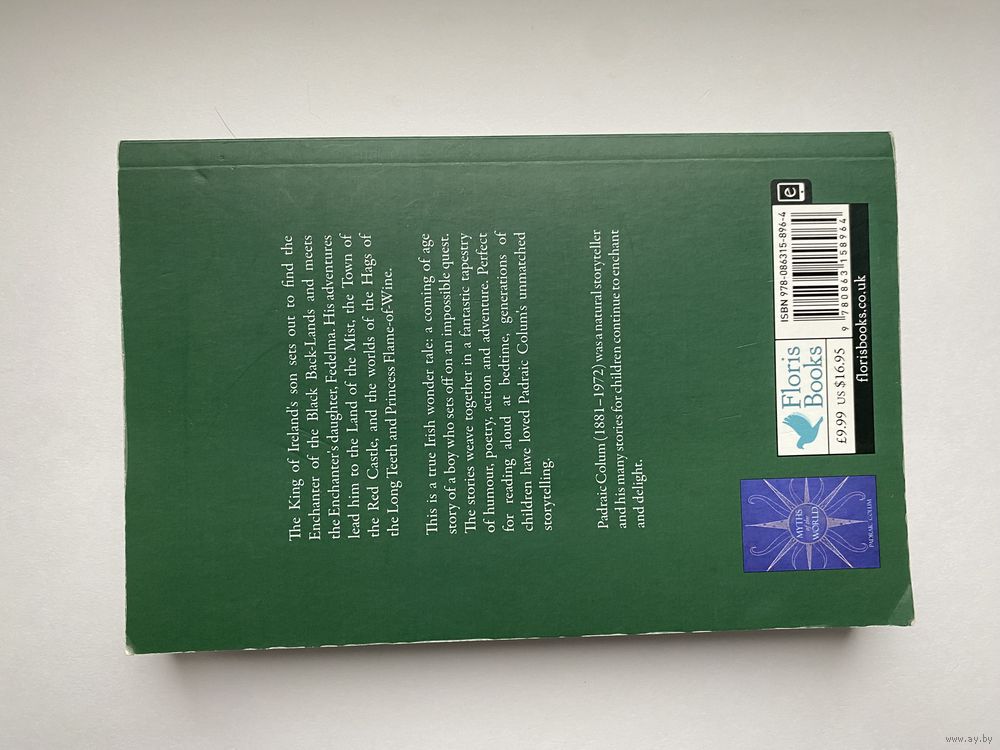 The King of Ireland's son sets out to find the
Enchanter of the Black Back-Lands and meets
the Enchanter's daughter, Fedelma. His adventures
lead him to the Land of the Mist, the Town of
the Red Castle, and the worlds of the Hags of
the Long Teeth and Princess Flame-of-Wine.
This is a true Irish wonder tale: a coming of age
story of a boy who sets off on an impossible quest.
The stories weave together in a fantastic tapestry
of humour, poetry, action and adventure. Perfect
for reading aloud at bedtime, generations of
children have loved Padraic Colum's unmatched
storytelling.
Padraic Colum (1881–1972) was a natural storyteller
and his many stories for children continue to enchant
and delight.
MYTHS
of the
WORLD
PADRAIC COLUM
Floris
Books
£9.99 US $16.95
ISBN 978-086315-896-4
9 780863 158964
florisbooks.co.uk
e
www.ay.by